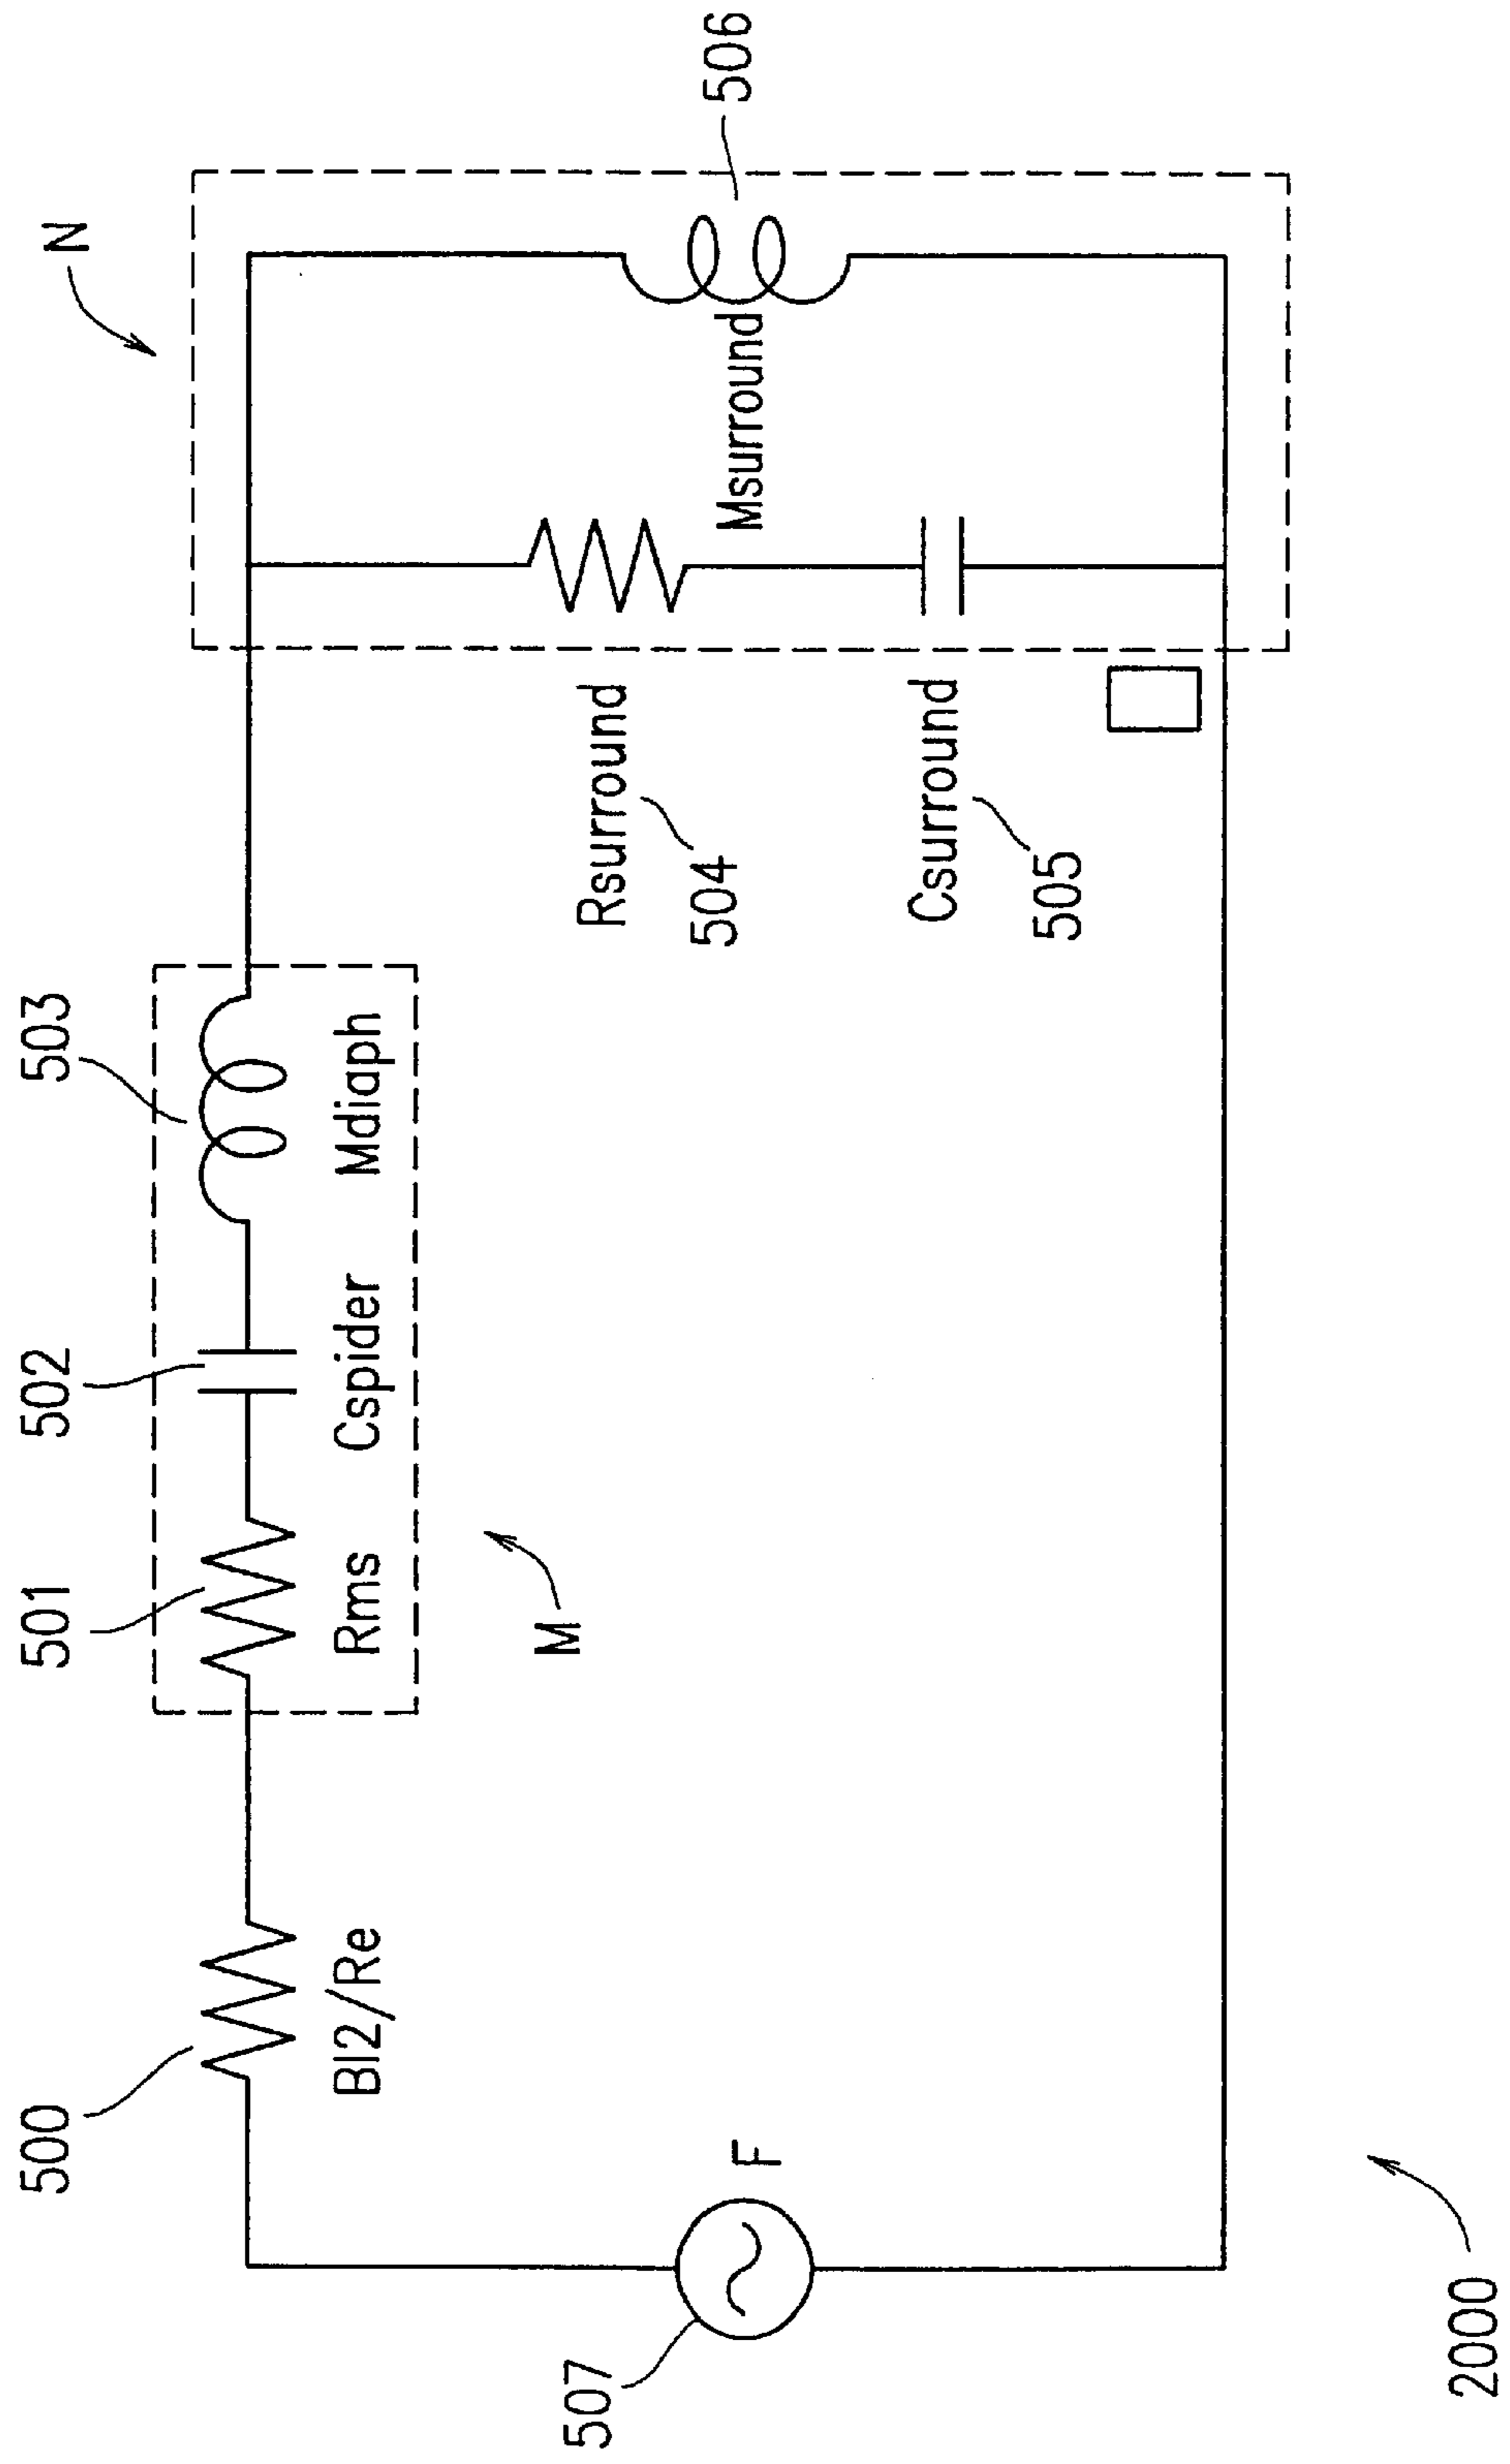 500
501
502
503
N
506
Bl2/Re
Rms
Cspider
Mdiaph
M
Rsurround
504
Csurround
505
Msurround
507
F
2000